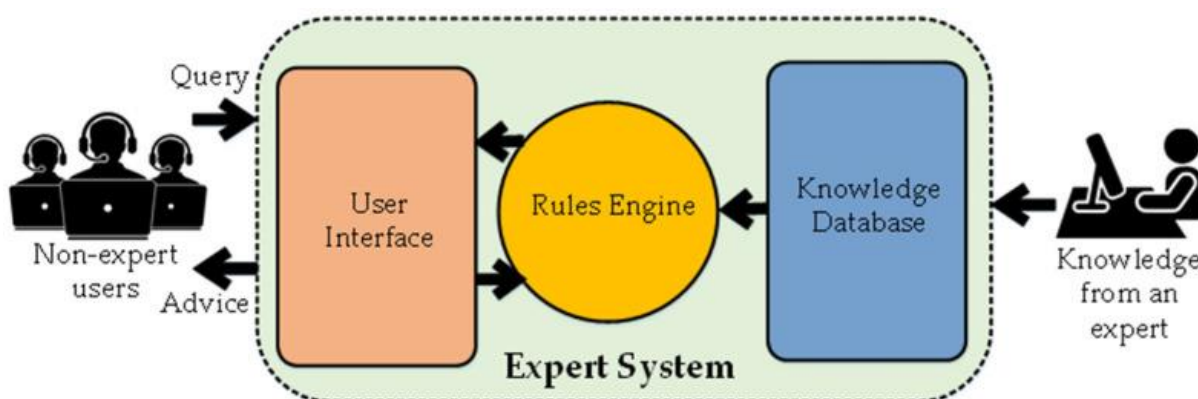 Query
Non-expert
users
Advice
User
Interface
Rules Engine
Knowledge
Database
Expert System
Knowledge
from an
expert